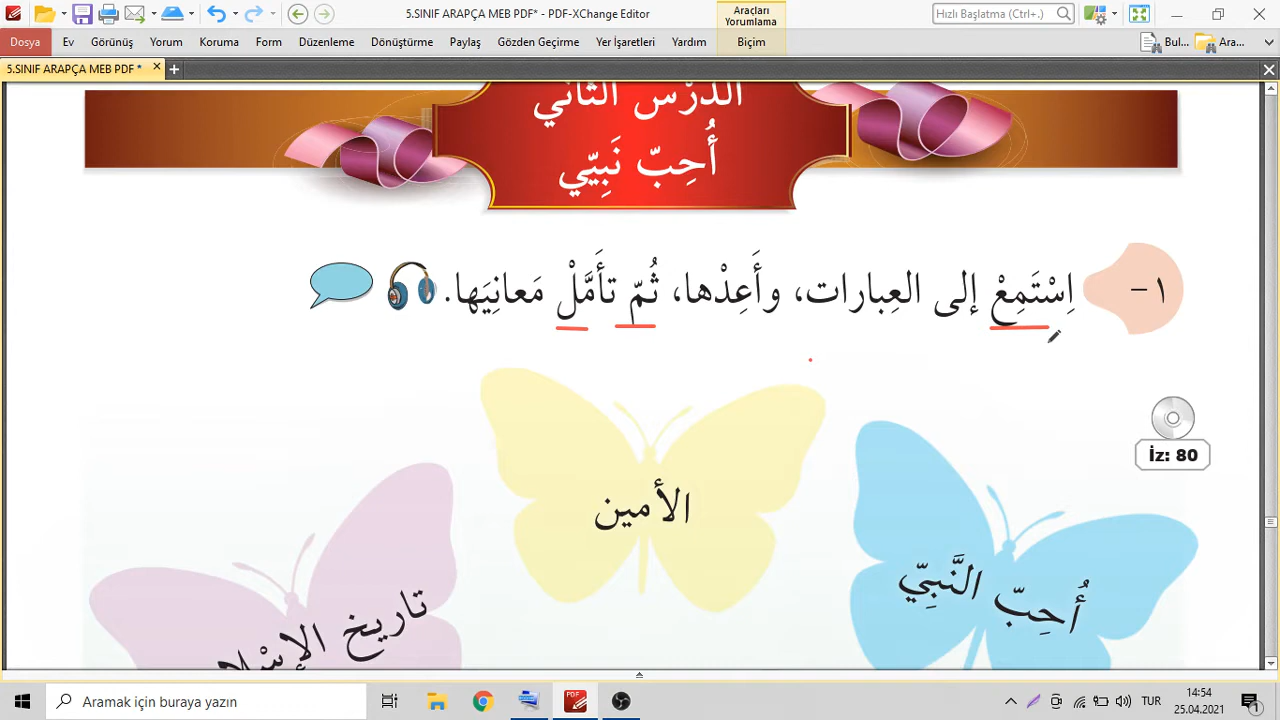 5.SINIF ARAPÇA MEB PDF* - PDF-XChange Editor
Araçları
Yorumlama
Hızlı Başlatma (Ctrl+.)
Dosya Ev Görünüş Yorum Koruma Form Düzenleme Dönüştürme Paylaş Gözden Geçirme Yer İşaretleri Yardım Biçim Bul... Ara...
5.SINIF ARAPÇA MEB PDF *
الدَّرْس الثّاني
أُحِبّ نَبِيّي
١ – اِسْتَمِعْ إلى العِبارات، وأَعِدْها، ثُمّ تأَمَّلْ مَعانِيَها.
İz: 80
الأمين
أُحِبّ النَّبِيّ
تاريخ
Aramak için buraya yazın
PDF
TUR
14:54
25.04.2021
1